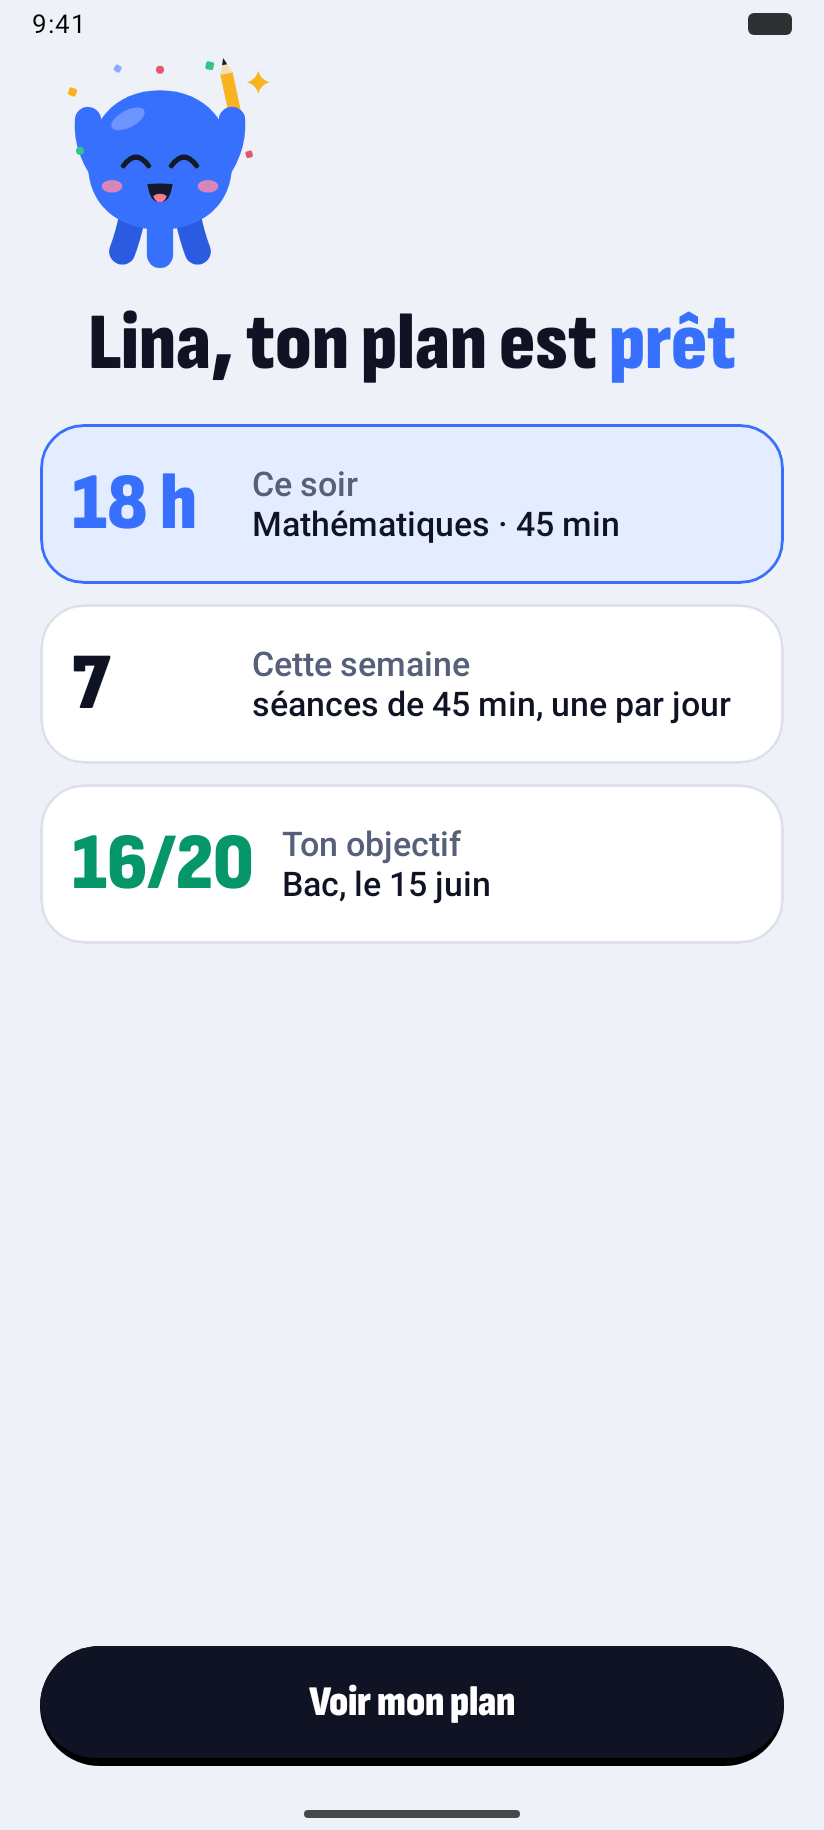 9:41
Lina, ton plan est prêt
18 h
Ce soir
Mathématiques · 45 min
7
Cette semaine
séances de 45 min, une par jour
16/20
Ton objectif
Bac, le 15 juin
Voir mon plan